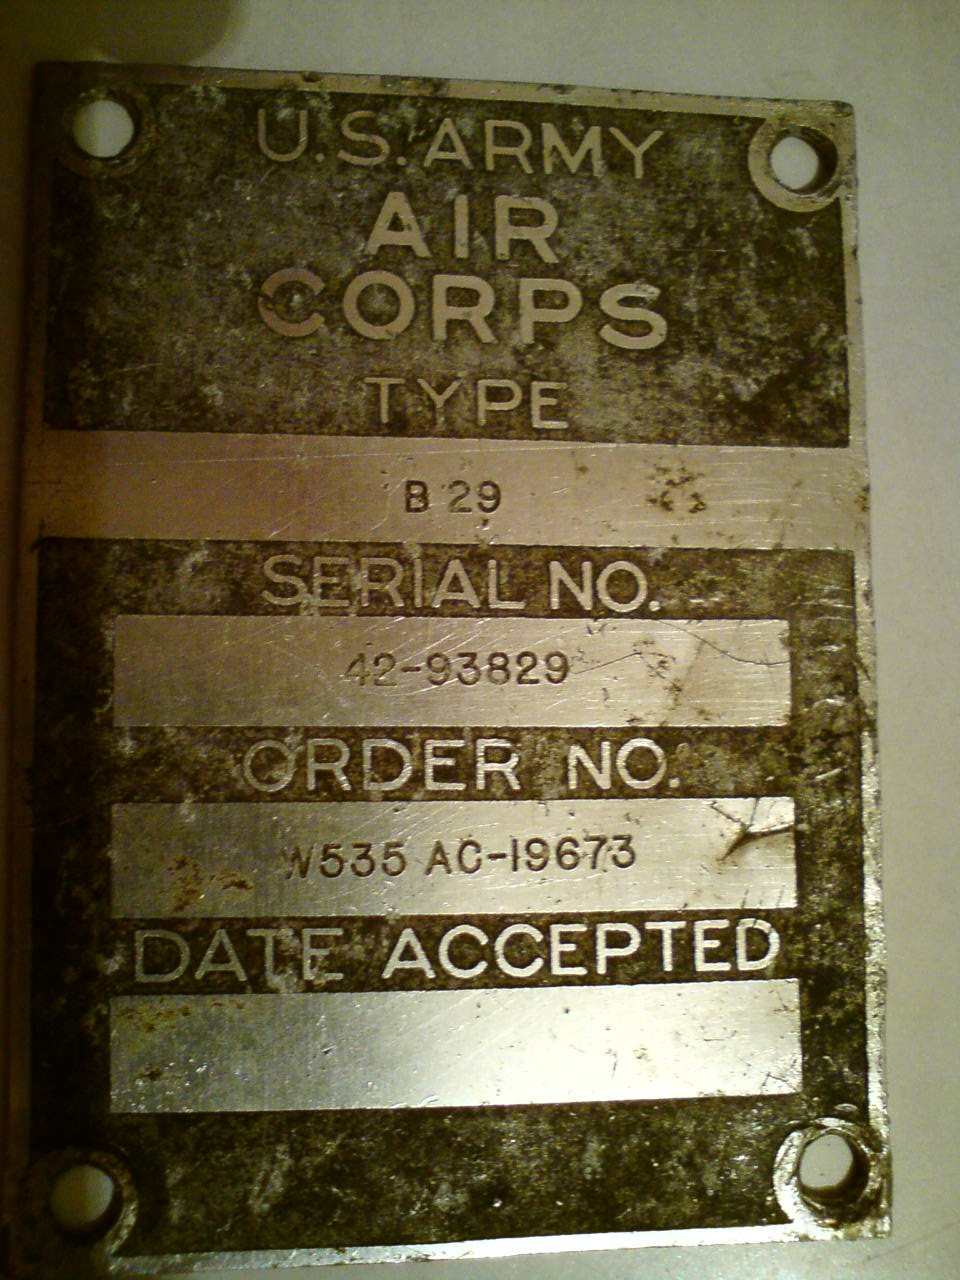 U.S. ARMY
AIR
CORPS
TYPE
B 29
SERIAL NO.
42-93829
ORDER NO.
W535 AC-19673
DATE ACCEPTED